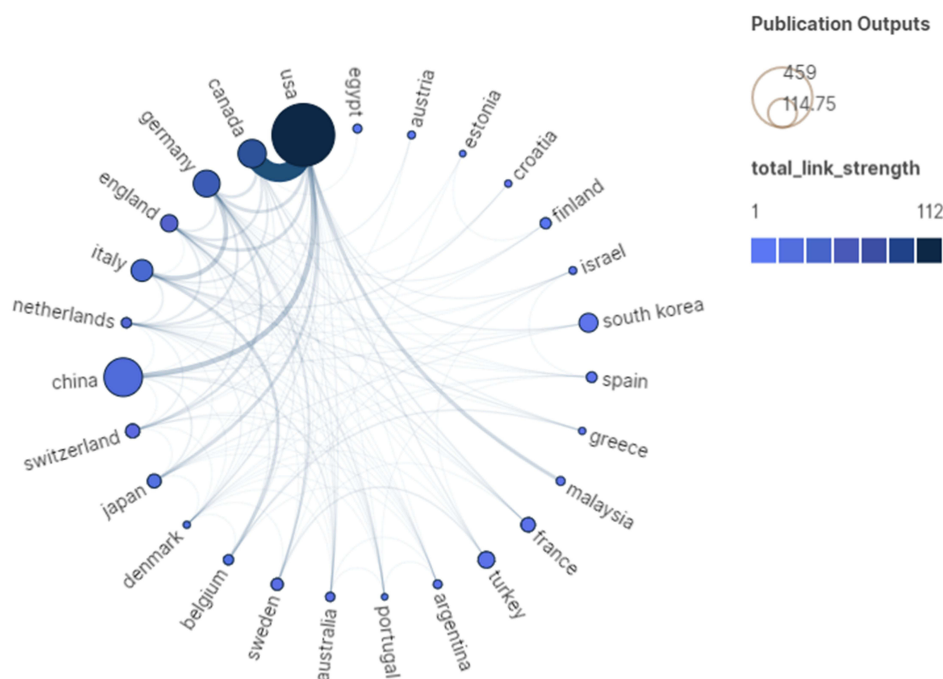 Publication Outputs
459
114.75
total_link_strength
1 112
usa
egypt
austria
estonia
croatia
finland
israel
south korea
spain
greece
malaysia
france
turkey
argentina
portugal
australia
sweden
belgium
denmark
japan
switzerland
china
netherlands
italy
england
germany
canada